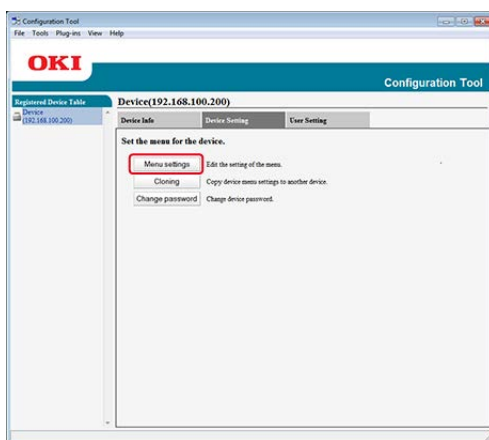 Configuration Tool
File Tools Plug-ins View Help
OKI
Configuration Tool
Registered Device Table
Device
(192.168.100.200)
Device(192.168.100.200)
Device Info Device Setting User Setting
Set the menu for the device.
Menu settings Edit the setting of the menu.
Cloning Copy device menu settings to another device.
Change password Change device password.